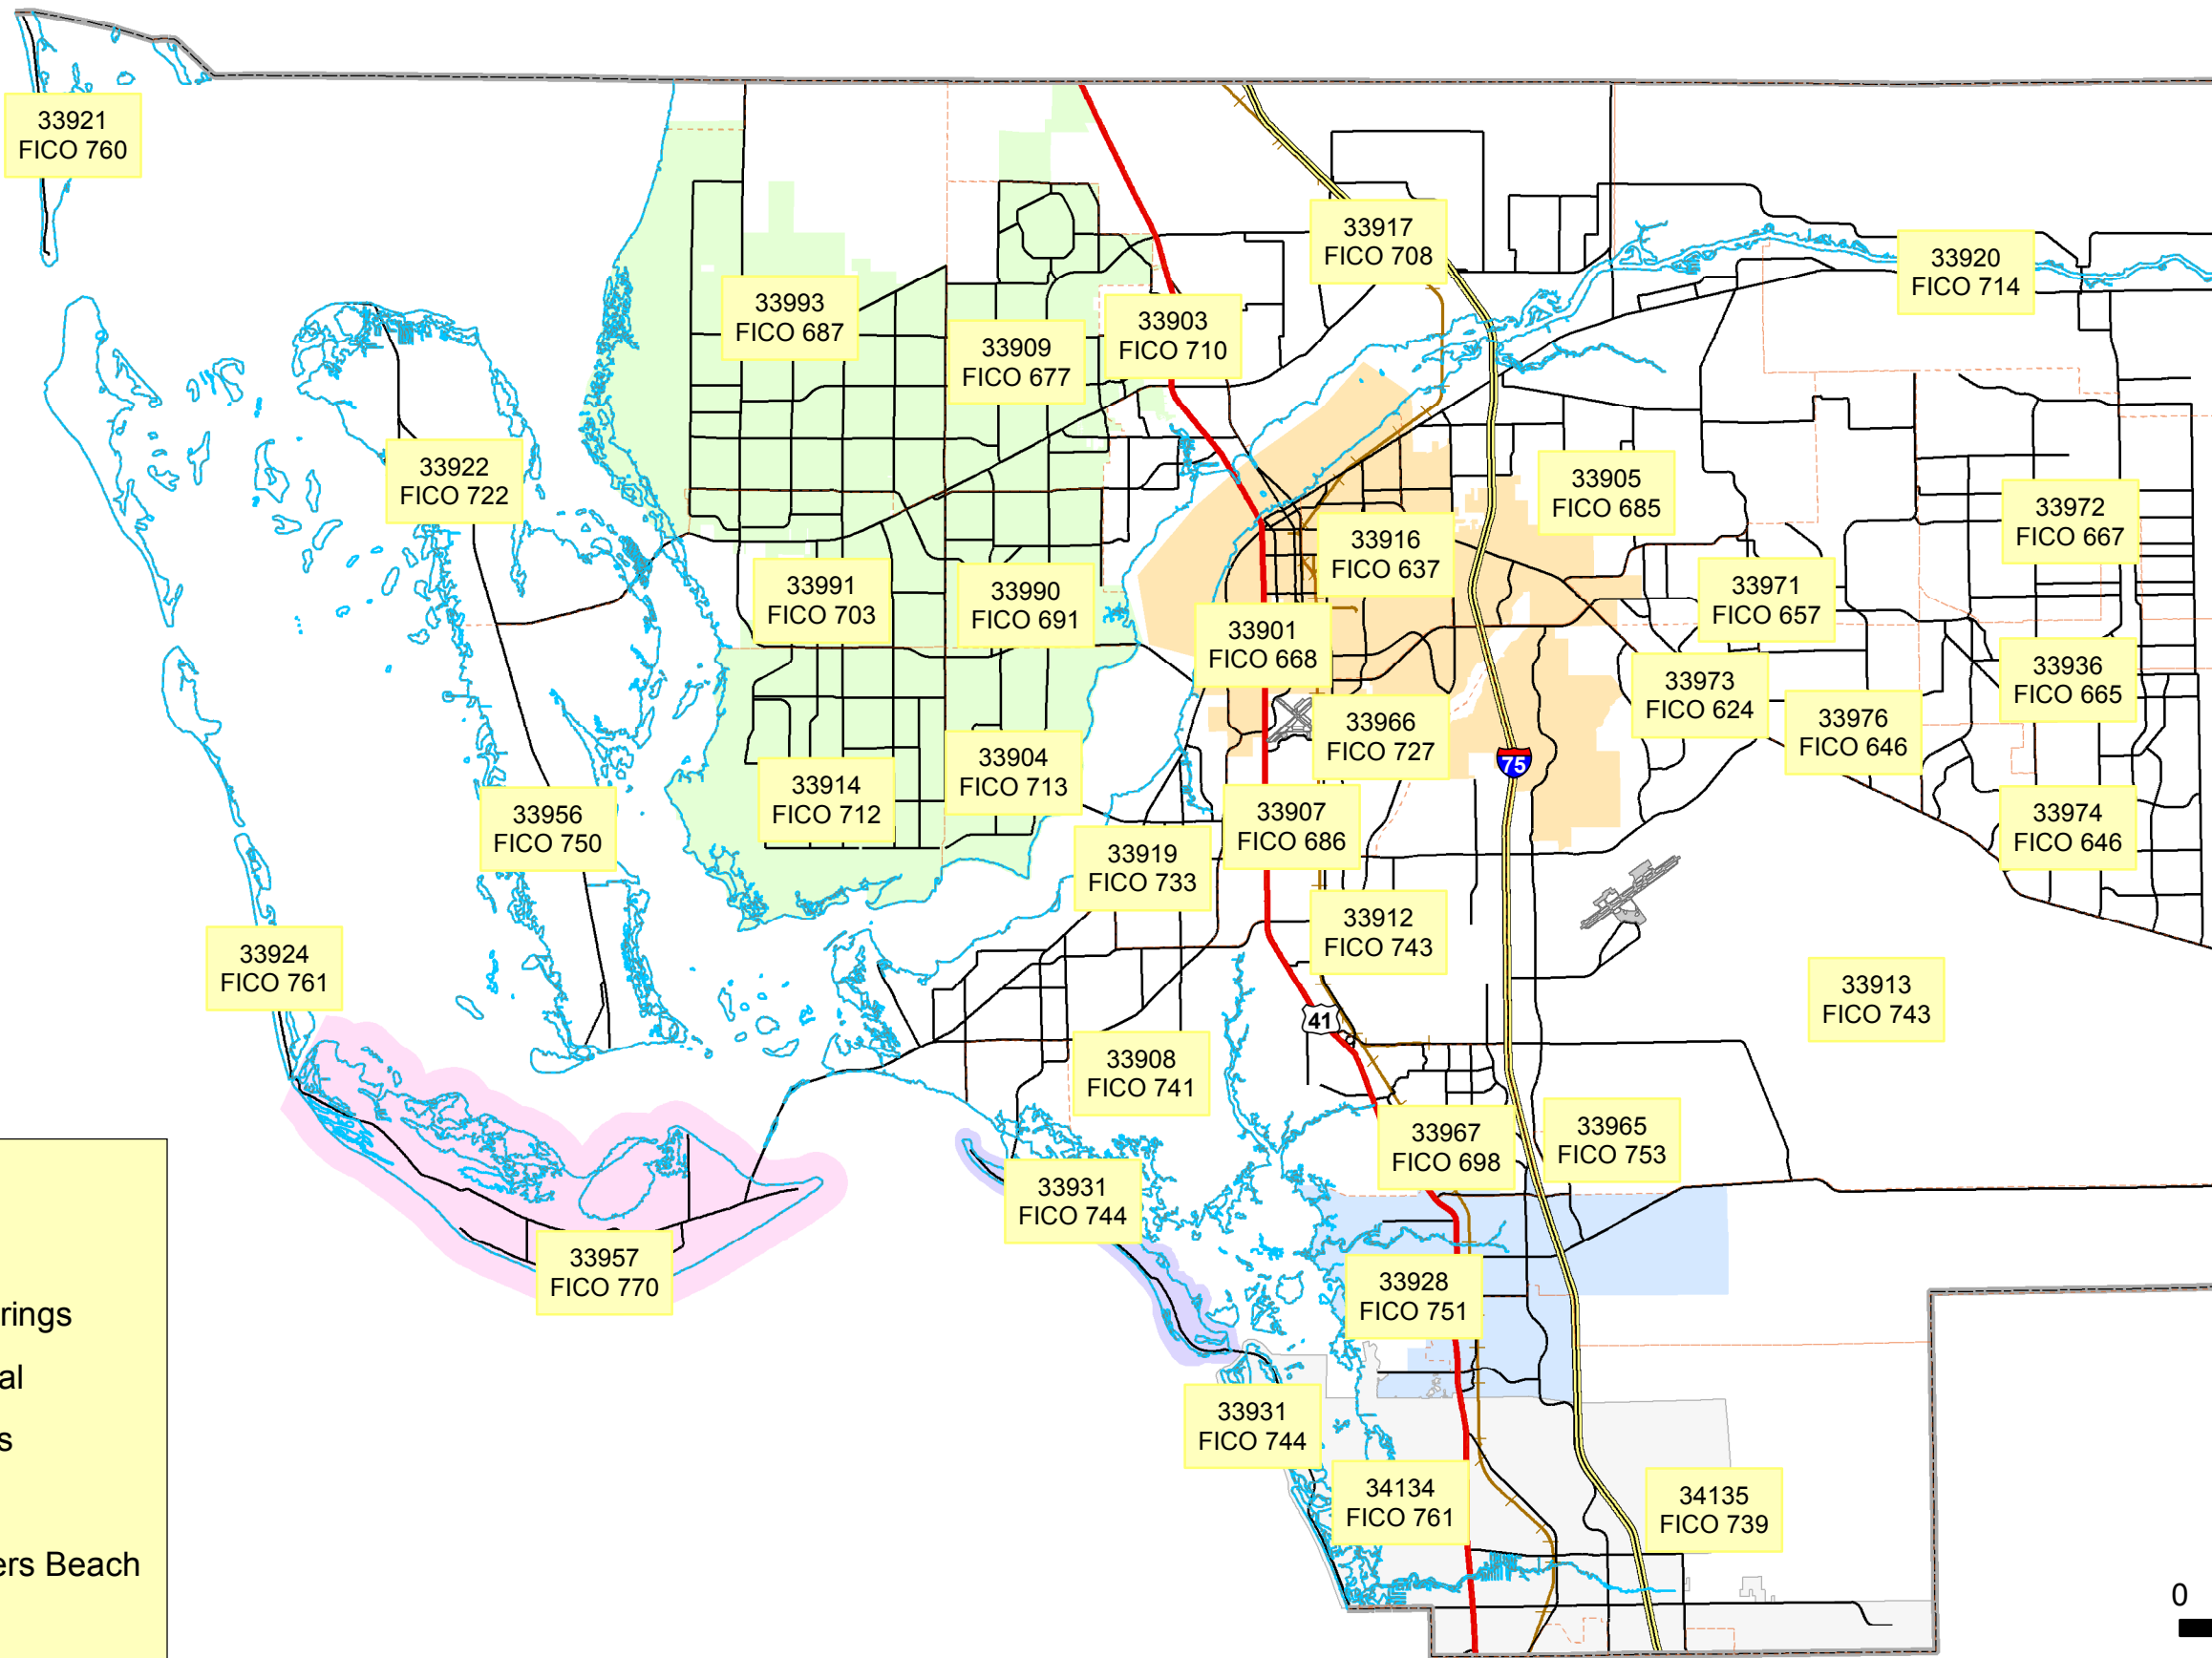 33921
FICO 760
33917
FICO 708
33920
FICO 714
33993
FICO 687
33903
FICO 710
33909
FICO 677
33922
FICO 722
33905
FICO 685
33972
FICO 667
33916
FICO 637
33991
FICO 703
33990
FICO 691
33971
FICO 657
33901
FICO 668
33973
FICO 624
33936
FICO 665
33966
FICO 727
33976
FICO 646
33904
FICO 713
75
33914
FICO 712
33956
FICO 750
33907
FICO 686
33974
FICO 646
33919
FICO 733
33912
FICO 743
33924
FICO 761
33913
FICO 743
41
33908
FICO 741
33967
FICO 698
33965
FICO 753
33931
FICO 744
33957
FICO 770
33928
FICO 751
33931
FICO 744
34134
FICO 761
34135
FICO 739
rings
al
s
ers Beach
0